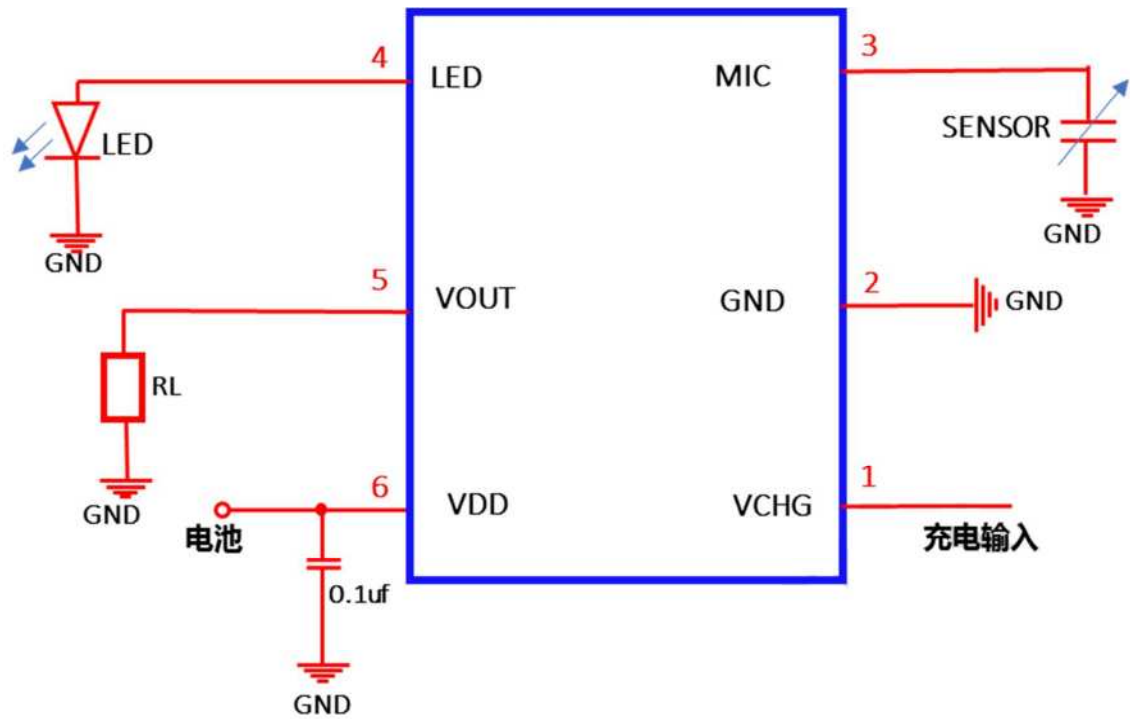 4
3
LED
MIC
LED
SENSOR
GND
GND
5
2
VOUT
GND
GND
RL
6
1
VDD
VCHG
GND
电池
充电输入
0.1uf
GND